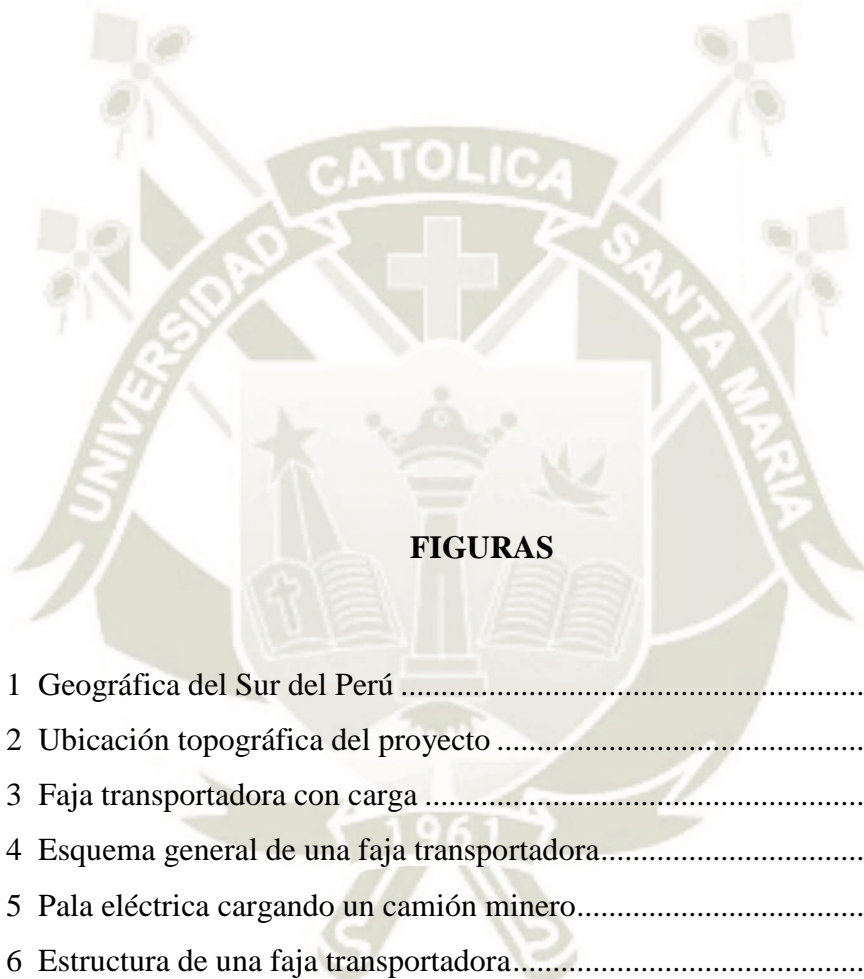 CATOLICA
UNIVERSIDAD
SANTA MARIA
FIGURAS
1 Geográfica del Sur del Perú ........................................................
2 Ubicación topográfica del proyecto ............................................
3 Faja transportadora con carga .....................................................
1961
4 Esquema general de una faja transportadora................................
5 Pala eléctrica cargando un camión minero...................................
6 Estructura de una faja transportadora...........................................